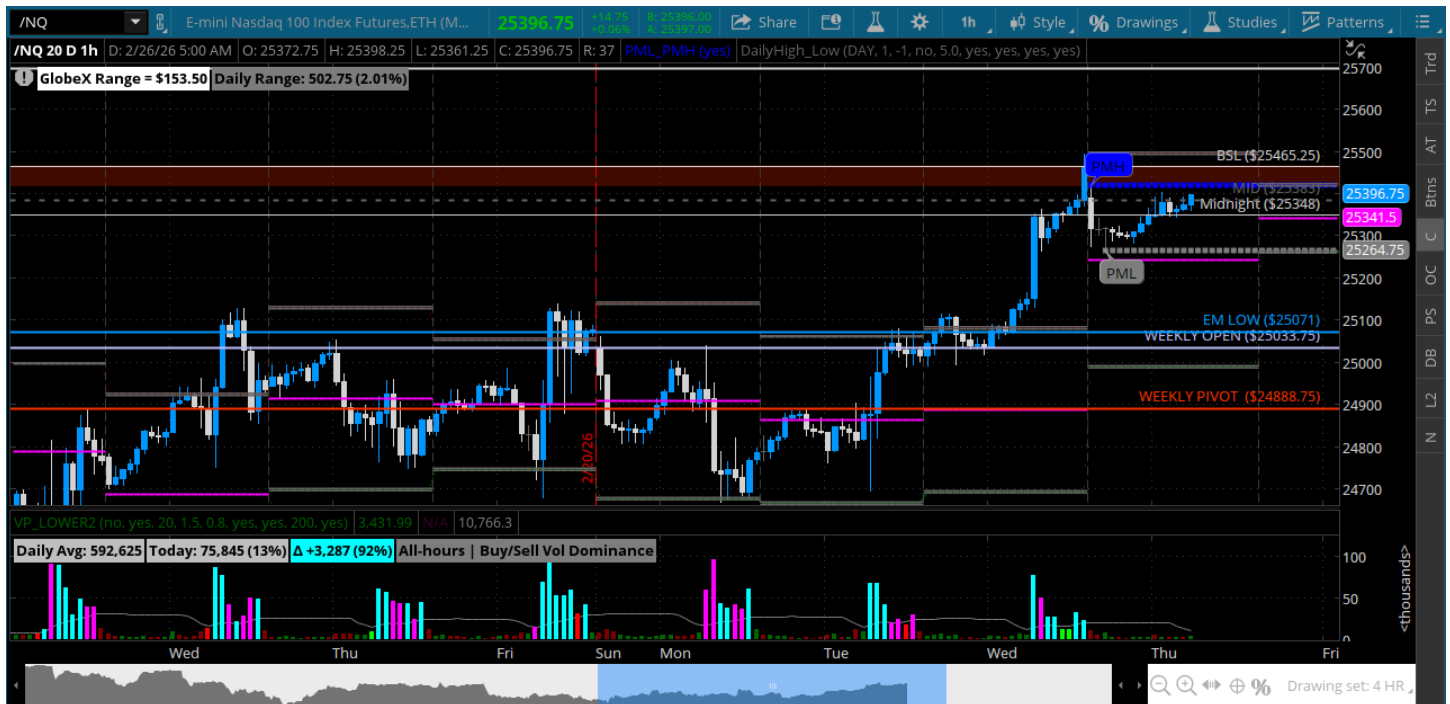 /NQ E-mini Nasdaq 100 Index Futures,ETH (M... 25396.75 +14.75 +0.06% B: 25396.00 A: 25397.00 Share 1h Style % Drawings Studies Patterns
/NQ 20 D 1h D: 2/26/26 5:00 AM O: 25372.75 H: 25398.25 L: 25361.25 C: 25396.75 R: 37 PML_PMH (yes) DailyHigh_Low (DAY, 1, -1, no, 5.0, yes, yes, yes, yes)
GlobeX Range = $153.50 Daily Range: 502.75 (2.01%)
25700
25600
25500
BSL ($25465.25)
PMH
MID ($25383)
25396.75
Midnight ($25348)
25341.5
25300
25264.75
PML
25200
25100
EM LOW ($25071)
WEEKLY OPEN ($25033.75)
25000
WEEKLY PIVOT ($24888.75)
24900
24800
24700
2/20/26
VP_LOWER2 (no, yes, 20, 1.5, 0.8, yes, yes, 200, yes) 3,431.99 N/A 10,766.3
Daily Avg: 592,625 Today: 75,845 (13%) Δ +3,287 (92%) All-hours | Buy/Sell Vol Dominance
100
50
0
<thousands>
Wed Thu Fri Sun Mon Tue Wed Thu Fri
Drawing set: 4 HR
Trd
TS
AT
Btns
C
OC
PS
DB
L2
N